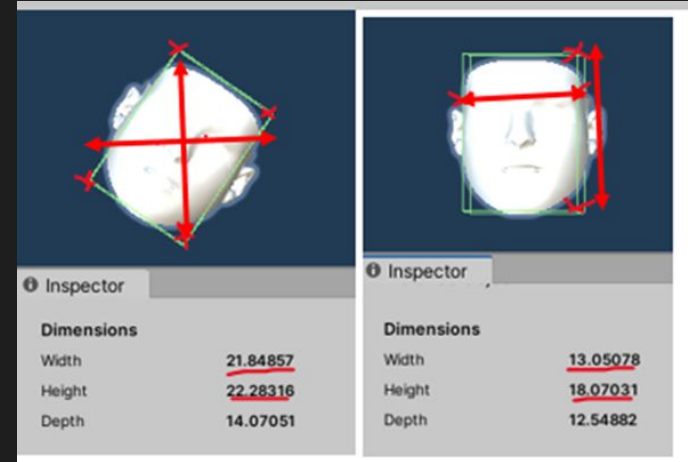 Inspector
Dimensions
Width 21.84857
Height 22.28316
Depth 14.07051
Inspector
Dimensions
Width 13.05078
Height 18.07031
Depth 12.54882